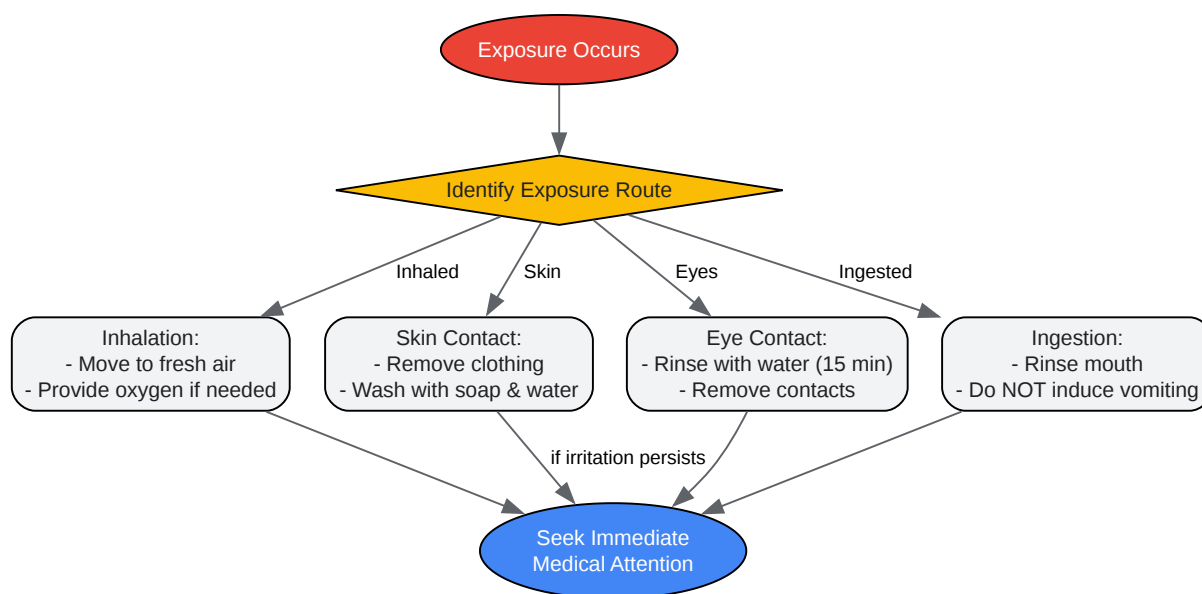 Exposure Occurs
Identify Exposure Route
Inhaled
Skin
Eyes
Ingested
Inhalation:
- Move to fresh air
- Provide oxygen if needed
Skin Contact:
- Remove clothing
- Wash with soap & water
Eye Contact:
- Rinse with water (15 min)
- Remove contacts
Ingestion:
- Rinse mouth
- Do NOT induce vomiting
if irritation persists
Seek Immediate
Medical Attention